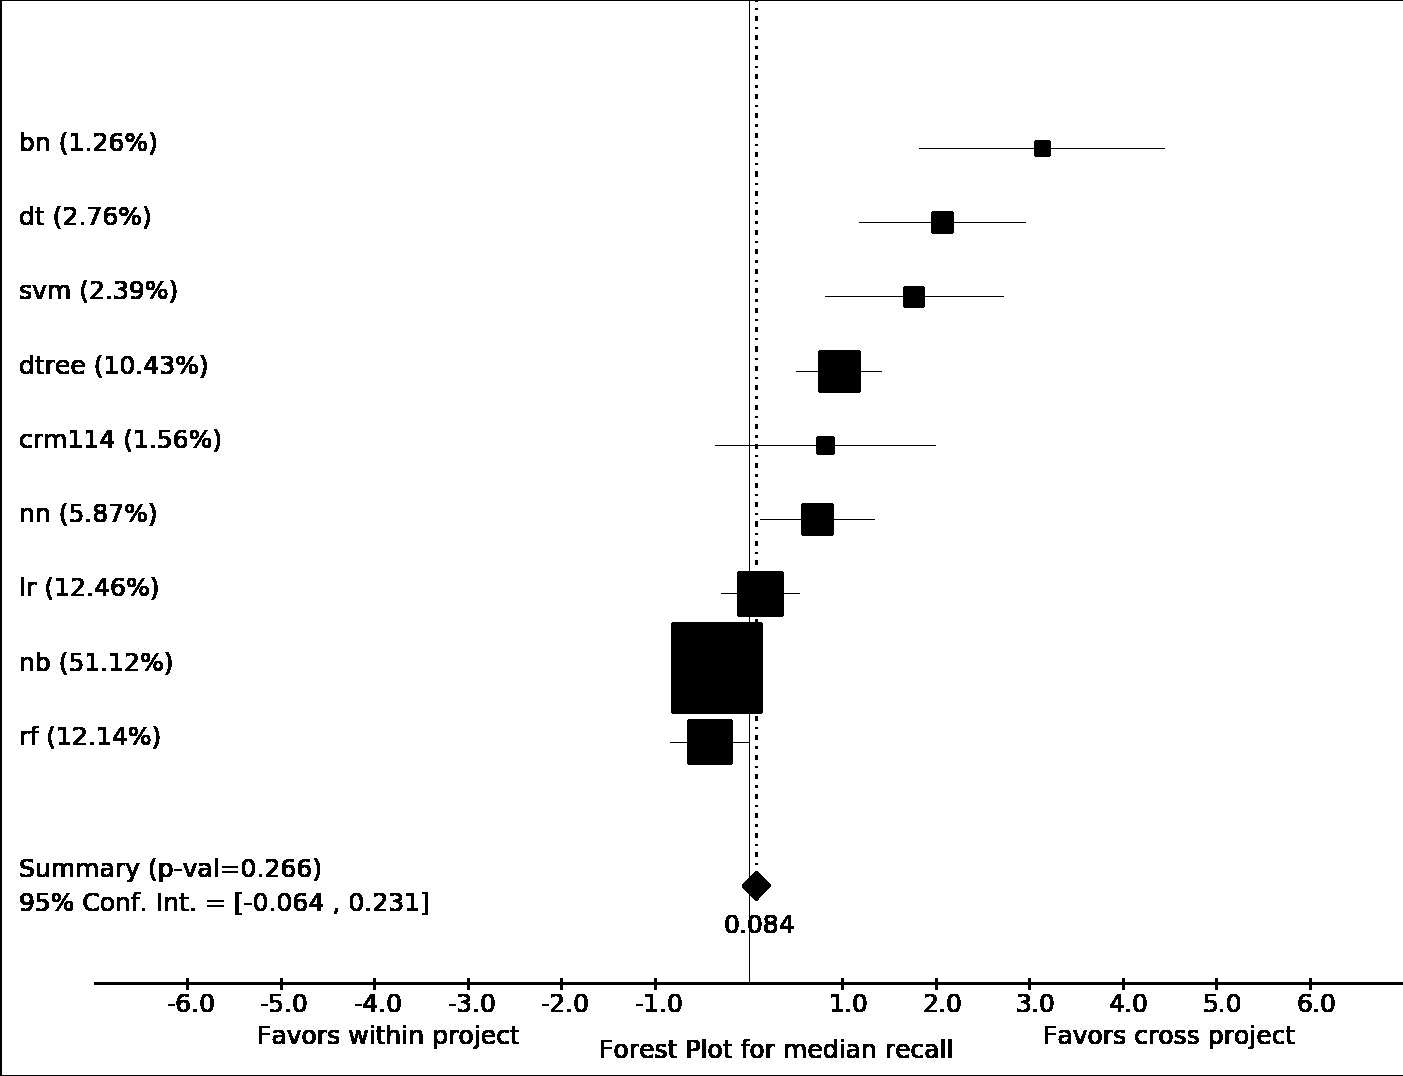 bn (1.26%)
dt (2.76%)
svm (2.39%)
dtree (10.43%)
crm114 (1.56%)
nn (5.87%)
lr (12.46%)
nb (51.12%)
rf (12.14%)
Summary (p-val=0.266)
95% Conf. Int. = [-0.064 , 0.231]
0.084
-6.0 -5.0 -4.0 -3.0 -2.0 -1.0 1.0 2.0 3.0 4.0 5.0 6.0
Favors within project Favors cross project
Forest Plot for median recall